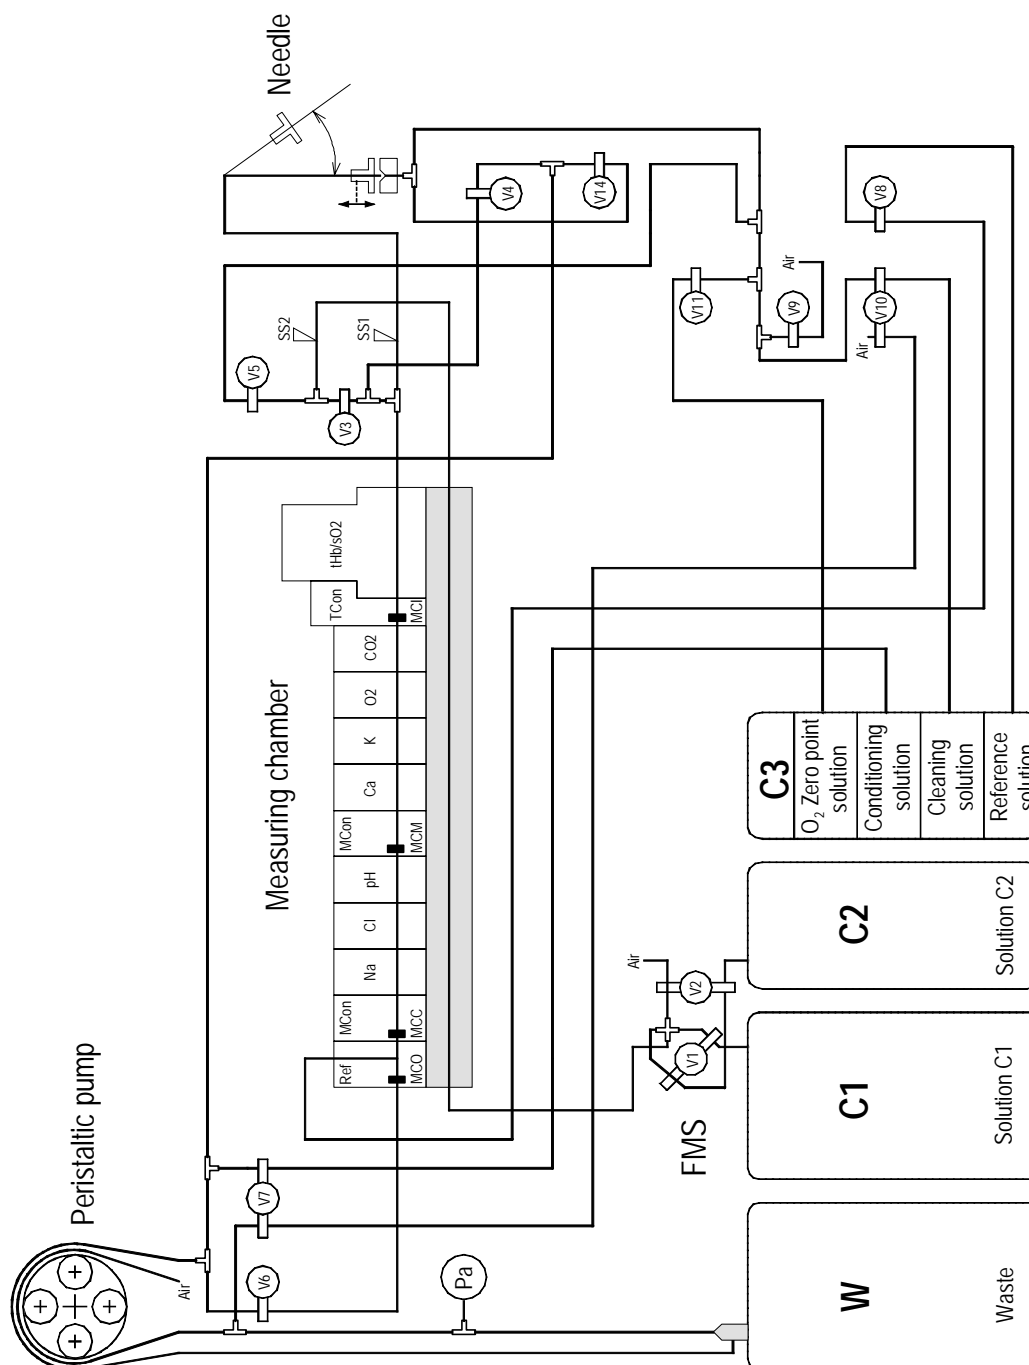 Needle
V4
V14
V8
SS2
SS1
V11
Air
V9
V10
Air
V5
V3
tHb/sO2
TCon
MCI
CO2
O2
K
Ca
MCon
MCM
pH
Cl
Na
MCon
MCC
Ref
MCO
Measuring chamber
C3
O₂ Zero point
solution
Conditioning
solution
Cleaning
solution
Reference
solution
C2
Solution C2
Air
V2
V1
FMS
C1
Solution C1
Peristaltic pump
V7
V6
Air
Pa
W
Waste